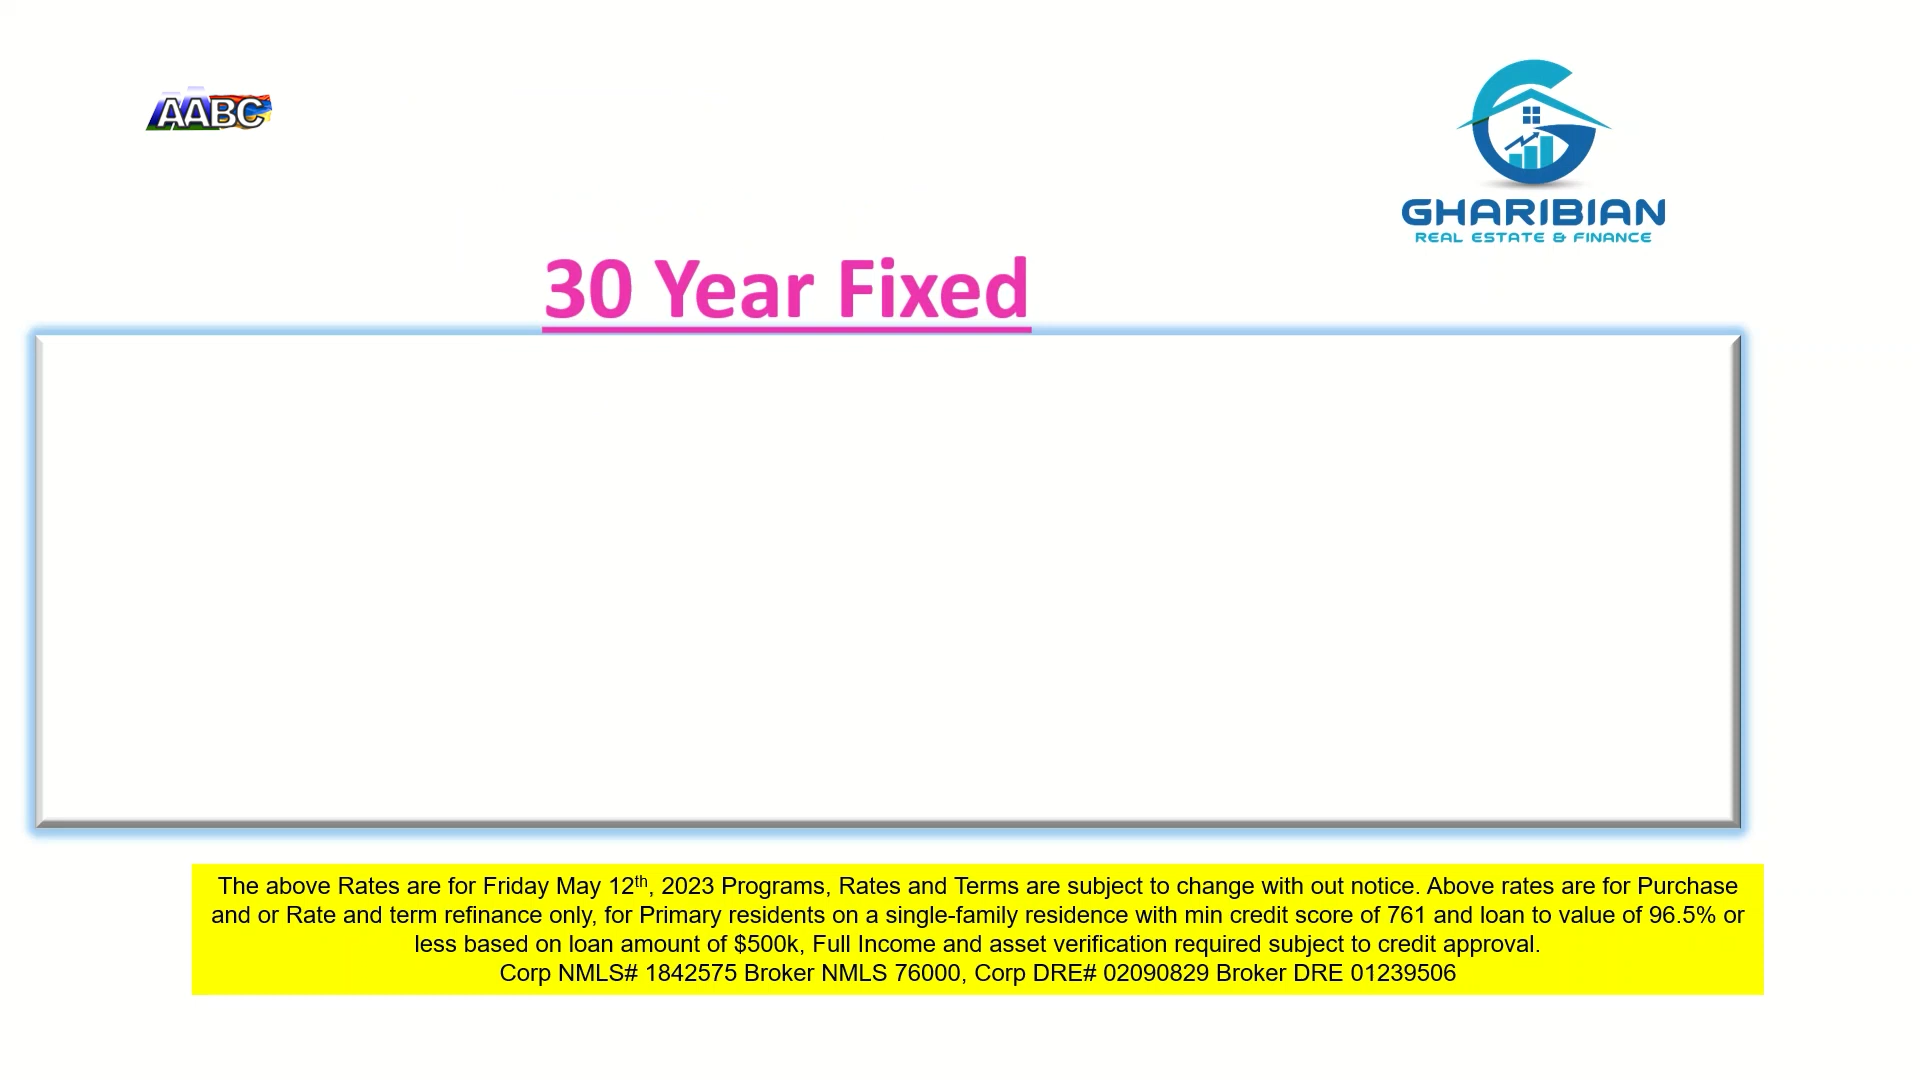 AABC
GHARIBIAN
REAL ESTATE & FINANCE
30 Year Fixed
The above Rates are for Friday May 12th, 2023 Programs, Rates and Terms are subject to change with out notice. Above rates are for Purchase
and or Rate and term refinance only, for Primary residents on a single-family residence with min credit score of 761 and loan to value of 96.5% or
less based on loan amount of $500k, Full Income and asset verification required subject to credit approval.
Corp NMLS# 1842575 Broker NMLS 76000, Corp DRE# 02090829 Broker DRE 01239506